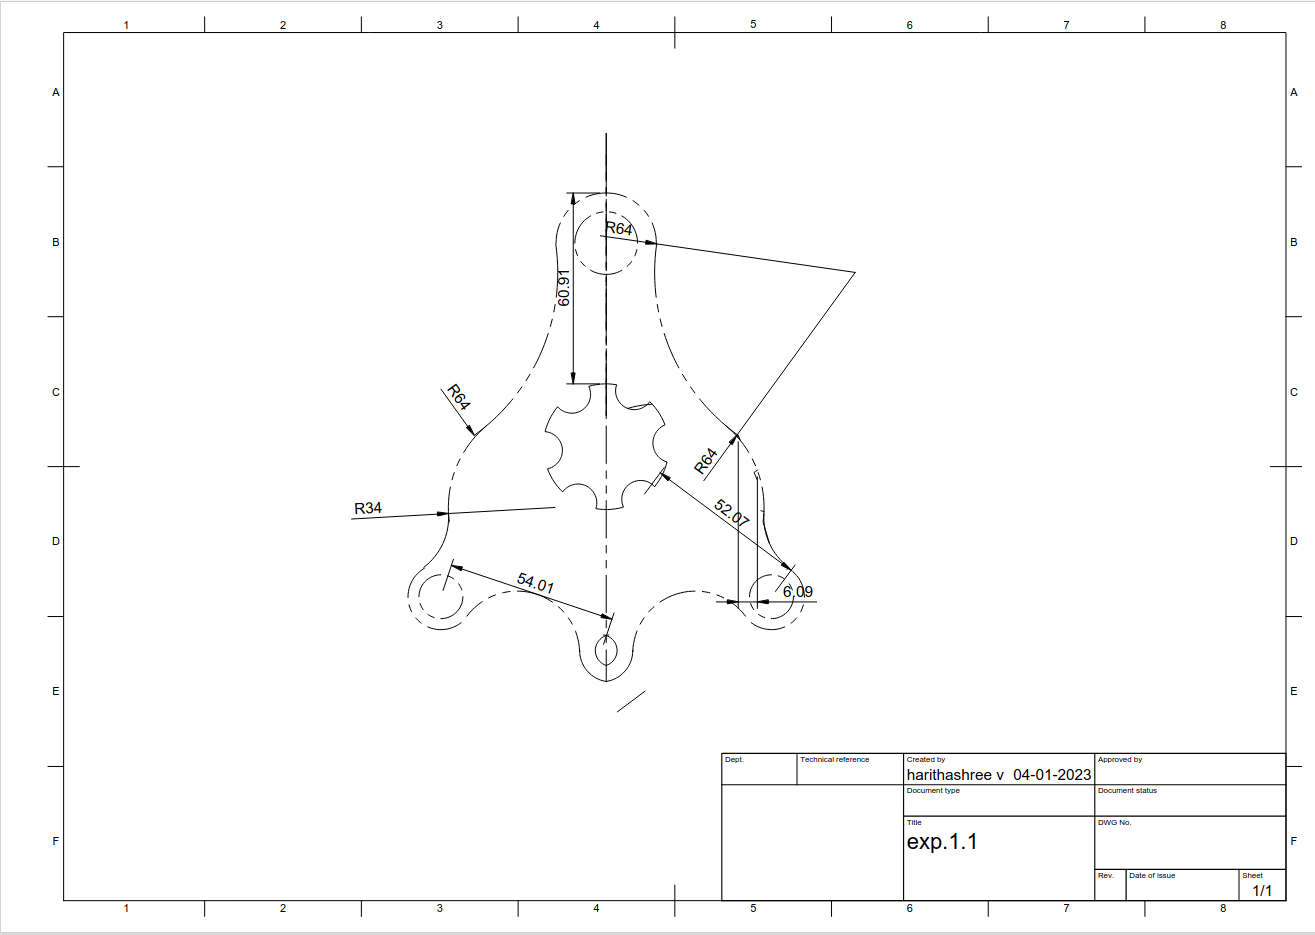 1 2 3 4 5 6 7 8
A A
R64
B B
60.91
C C
R64
R64
R34
52.07
D D
54.01
6.09
E E
Dept. Technical reference Created by Approved by
harithashree v 04-01-2023
Document type Document status
Title DWG No.
exp.1.1
F F
Rev. Date of issue Sheet
1/1
1 2 3 4 5 6 7 8